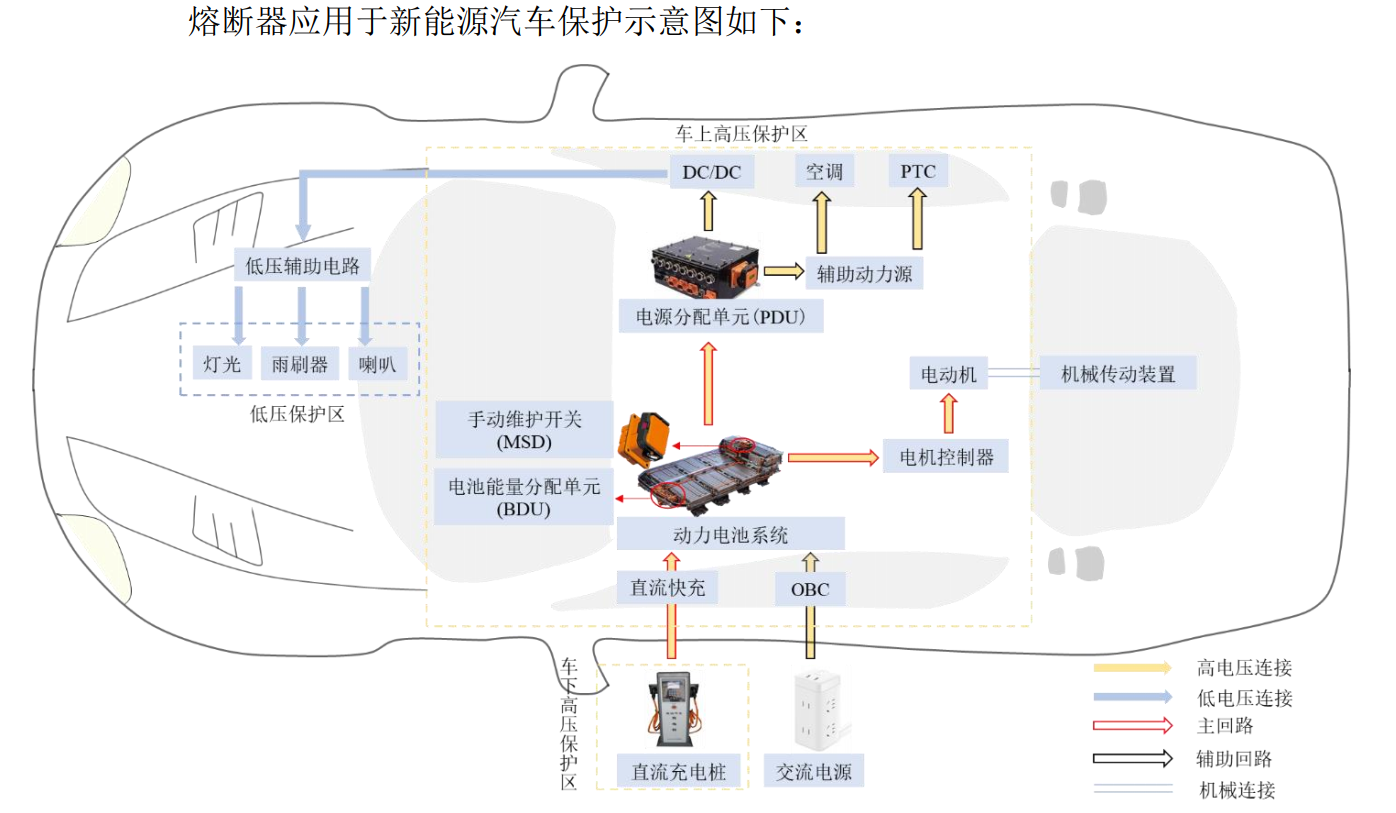 熔断器应用于新能源汽车保护示意图如下：
车上高压保护区
DC/DC
空调
PTC
低压辅助电路
辅助动力源
电源分配单元(PDU)
灯光
雨刷器
喇叭
低压保护区
电动机
机械传动装置
手动维护开关
(MSD)
电机控制器
电池能量分配单元
(BDU)
动力电池系统
直流快充
OBC
车下高压保护区
直流充电桩
交流电源
高电压连接
低电压连接
主回路
辅助回路
机械连接